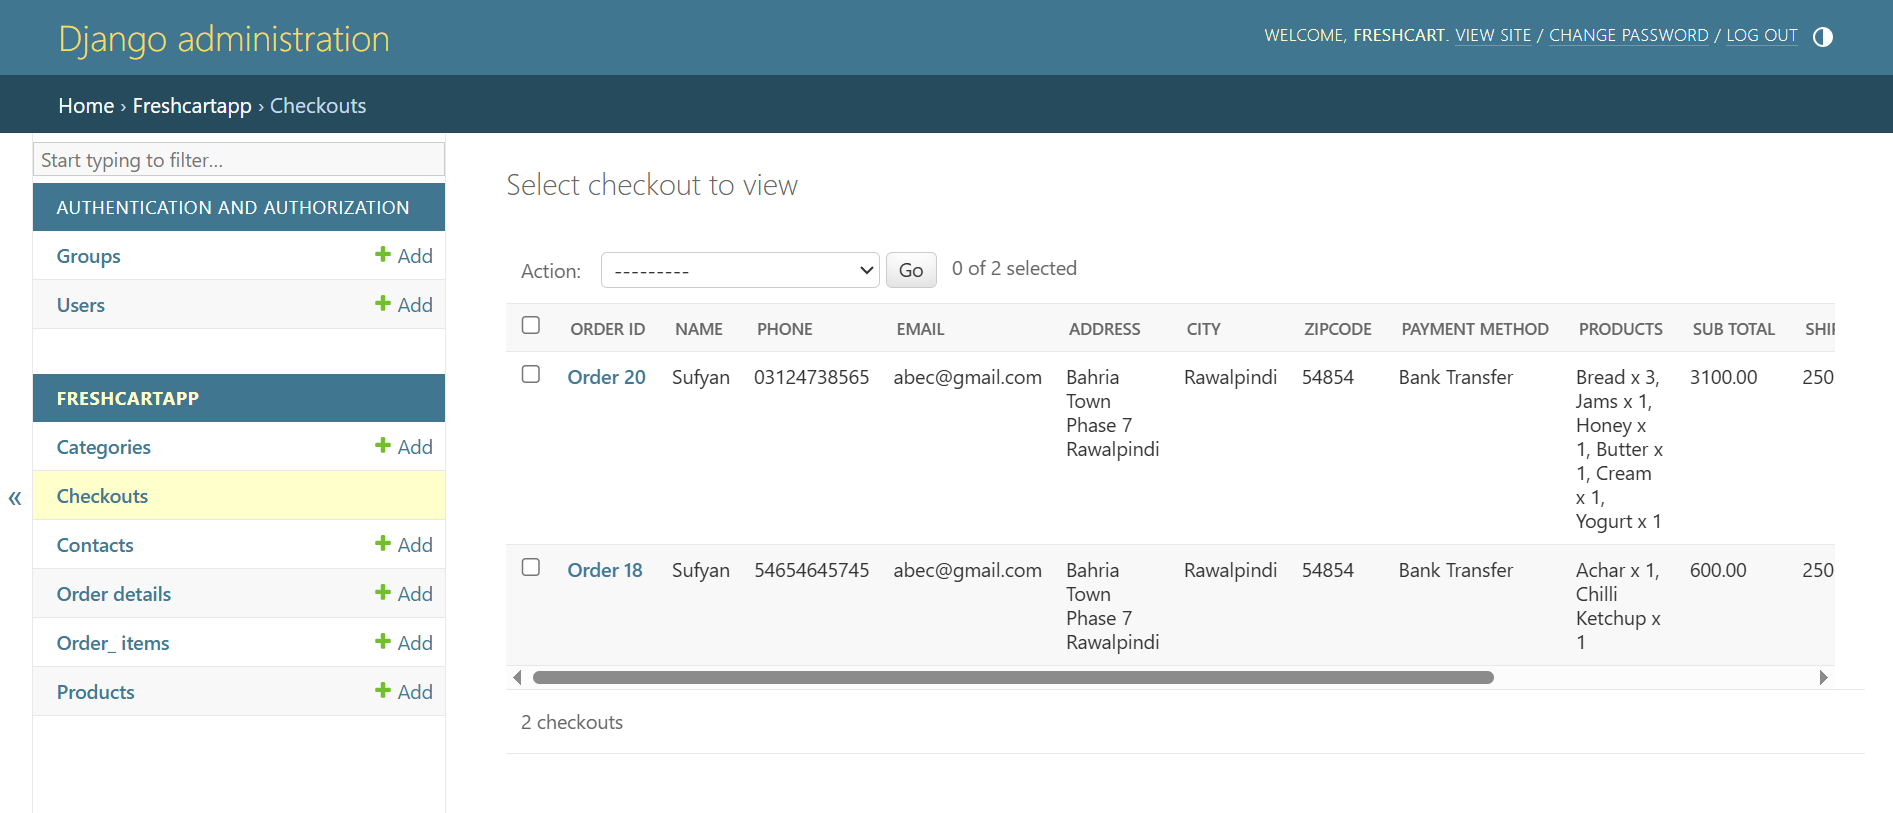 Django administration
WELCOME, FRESHCART. VIEW SITE / CHANGE PASSWORD / LOG OUT
Home › Freshcartapp › Checkouts
Start typing to filter...
AUTHENTICATION AND AUTHORIZATION
Groups Add
Users Add
FRESHCARTAPP
Categories Add
Checkouts
Contacts Add
Order details Add
Order_ items Add
Products Add
«
Select checkout to view
Action: --------- Go 0 of 2 selected
ORDER ID NAME PHONE EMAIL ADDRESS CITY ZIPCODE PAYMENT METHOD PRODUCTS SUB TOTAL
Order 20 Sufyan 03124738565 abec@gmail.com Bahria Rawalpindi 54854 Bank Transfer Bread x 3, 3100.00 250
Town Jams x 1,
Phase 7 Honey x
Rawalpindi 1, Butter x
1, Cream
x 1,
Yogurt x 1
Order 18 Sufyan 54654645745 abec@gmail.com Bahria Rawalpindi 54854 Bank Transfer Achar x 1, 600.00 250
Town Chilli
Phase 7 Ketchup x
Rawalpindi 1
2 checkouts